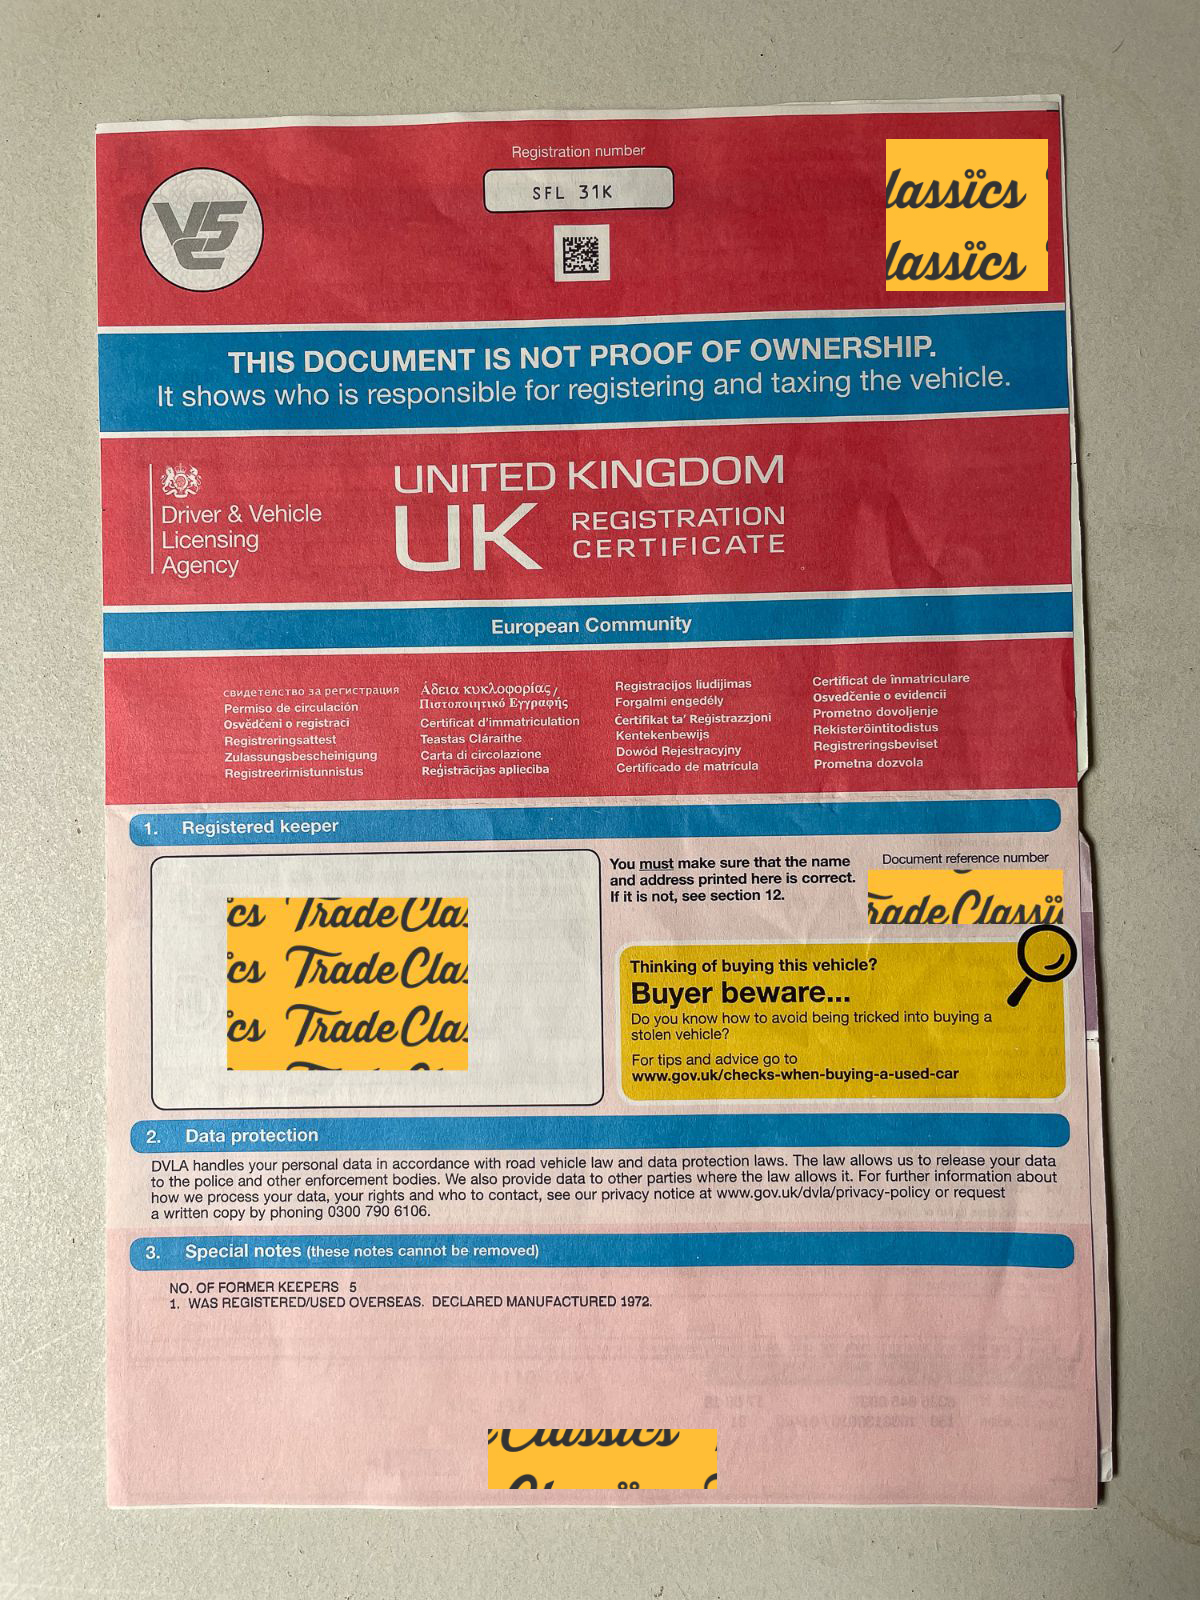 Registration number
SFL 31K
V5C
lassïcs
lassïcs
THIS DOCUMENT IS NOT PROOF OF OWNERSHIP.
It shows who is responsible for registering and taxing the vehicle.
Driver & Vehicle
Licensing
Agency
UNITED KINGDOM
UK REGISTRATION
CERTIFICATE
European Community
свидетелство за регистрация
Permiso de circulación
Osvědčeni o registraci
Registreringsattest
Zulassungsbescheinigung
Registreerimistunnistus
Άδεια κυκλοφορίας /
Πιστοποιητικό Εγγραφής
Certificat d'immatriculation
Teastas Cláraithe
Carta di circolazione
Reģistrācijas apliecība
Registracijos liudijimas
Forgalmi engedély
Ċertifikat ta' Reġistrazzjoni
Kentekenbewijs
Dowód Rejestracyjny
Certificado de matrícula
Certificat de înmatriculare
Osvedčenie o evidencii
Prometno dovoljenje
Rekisteröintitodistus
Registreringsbeviset
Prometna dozvola
1. Registered keeper
cs TradeClas
cs TradeClas
cs TradeClas
You must make sure that the name
and address printed here is correct.
If it is not, see section 12.
Document reference number
radeClassï
Thinking of buying this vehicle?
Buyer beware...
Do you know how to avoid being tricked into buying a
stolen vehicle?
For tips and advice go to
www.gov.uk/checks-when-buying-a-used-car
2. Data protection
DVLA handles your personal data in accordance with road vehicle law and data protection laws. The law allows us to release your data
to the police and other enforcement bodies. We also provide data to other parties where the law allows it. For further information about
how we process your data, your rights and who to contact, see our privacy notice at www.gov.uk/dvla/privacy-policy or request
a written copy by phoning 0300 790 6106.
3. Special notes (these notes cannot be removed)
NO. OF FORMER KEEPERS 5
1. WAS REGISTERED/USED OVERSEAS. DECLARED MANUFACTURED 1972.
Classics